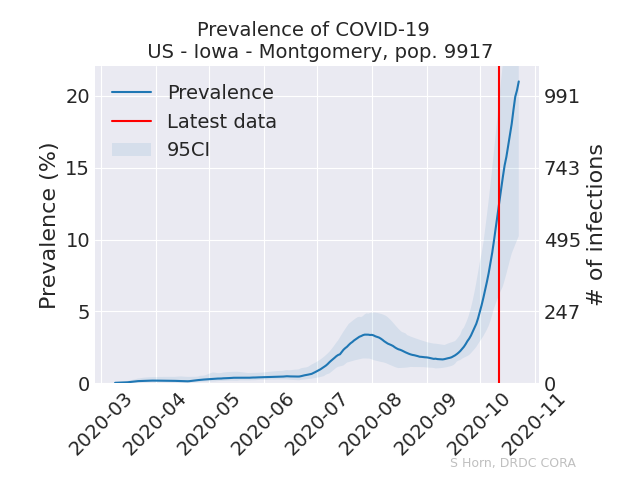 Prevalence of COVID-19
US - Iowa - Montgomery, pop. 9917
Prevalence
Latest data
95CI
Prevalence (%)
20
15
10
5
0
991
743
495
247
0
# of infections
2020-03
2020-04
2020-05
2020-06
2020-07
2020-08
2020-09
2020-10
2020-11
S Horn, DRDC CORA